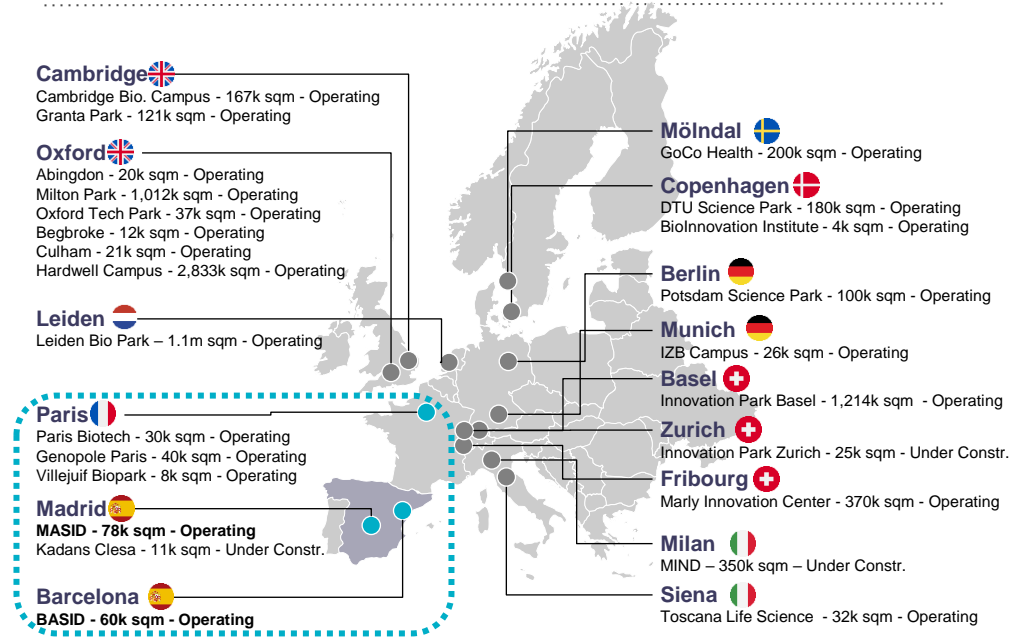 Cambridge
Cambridge Bio. Campus - 167k sqm - Operating
Granta Park - 121k sqm - Operating
Oxford
Abingdon - 20k sqm - Operating
Milton Park - 1,012k sqm - Operating
Oxford Tech Park - 37k sqm - Operating
Begbroke - 12k sqm - Operating
Culham - 21k sqm - Operating
Hardwell Campus - 2,833k sqm - Operating
Leiden
Leiden Bio Park – 1.1m sqm - Operating
Paris
Paris Biotech - 30k sqm - Operating
Genopole Paris - 40k sqm - Operating
Villejuif Biopark - 8k sqm - Operating
Madrid
MASID - 78k sqm - Operating
Kadans Clesa - 11k sqm - Under Constr.
Barcelona
BASID - 60k sqm - Operating
Mölndal
GoCo Health - 200k sqm - Operating
Copenhagen
DTU Science Park - 180k sqm - Operating
BioInnovation Institute - 4k sqm - Operating
Berlin
Potsdam Science Park - 100k sqm - Operating
Munich
IZB Campus - 26k sqm - Operating
Basel
Innovation Park Basel - 1,214k sqm - Operating
Zurich
Innovation Park Zurich - 25k sqm - Under Constr.
Fribourg
Marly Innovation Center - 370k sqm - Operating
Milan
MIND – 350k sqm – Under Constr.
Siena
Toscana Life Science - 32k sqm - Operating